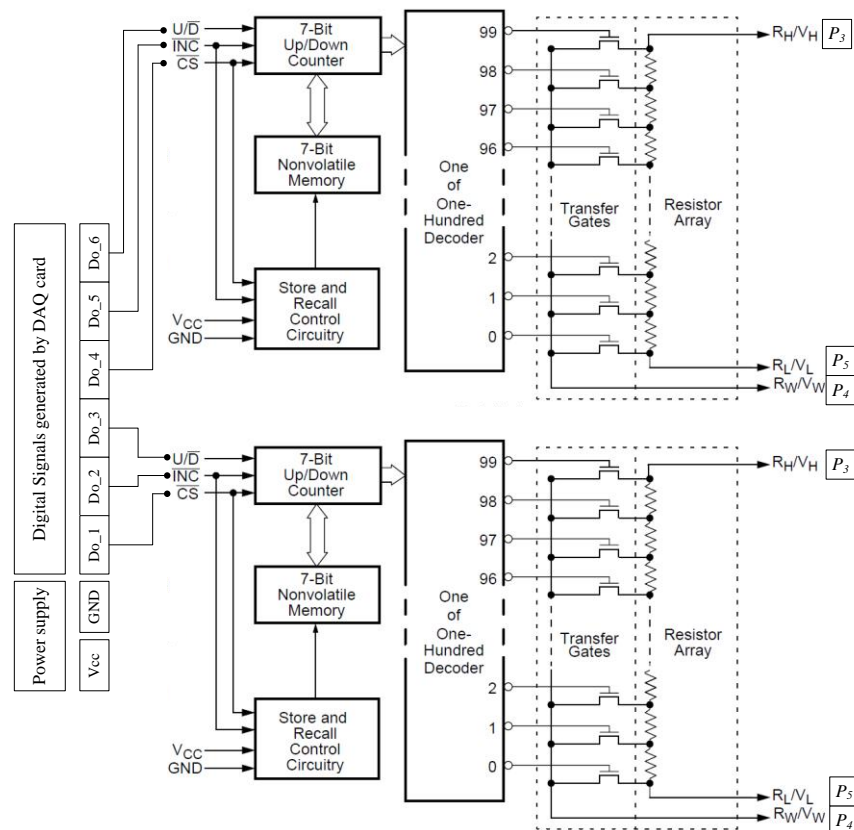 U/D̅
I̅N̅C̅
C̅S̅
7-Bit
Up/Down
Counter
7-Bit
Nonvolatile
Memory
Store and
Recall
Control
Circuitry
VCC
GND
One
of
One-
Hundred
Decoder
99
98
97
96
2
1
0
Transfer
Gates
Resistor
Array
RH/VH
P3
RL/VL
P5
RW/VW
P4
Digital Signals generated by DAQ card
Do_6
Do_5
Do_4
Do_3
Do_2
Do_1
Power supply
GND
Vcc
U/D̅
I̅N̅C̅
C̅S̅
7-Bit
Up/Down
Counter
7-Bit
Nonvolatile
Memory
Store and
Recall
Control
Circuitry
VCC
GND
One
of
One-
Hundred
Decoder
99
98
97
96
2
1
0
Transfer
Gates
Resistor
Array
RH/VH
P3
RL/VL
P5
RW/VW
P4